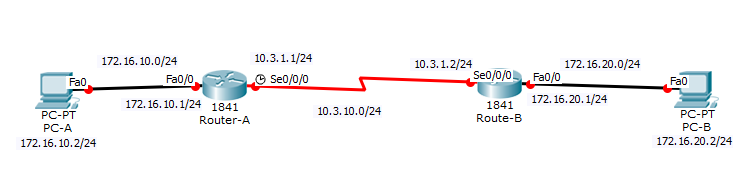 172.16.10.0/24
10.3.1.1/24
10.3.1.2/24
172.16.20.0/24
Fa0
Fa0/0
Se0/0/0
Se0/0/0
Fa0/0
Fa0
172.16.10.1/24
1841
Router-A
10.3.10.0/24
1841
Route-B
172.16.20.1/24
PC-PT
PC-A
PC-PT
PC-B
172.16.10.2/24
172.16.20.2/24